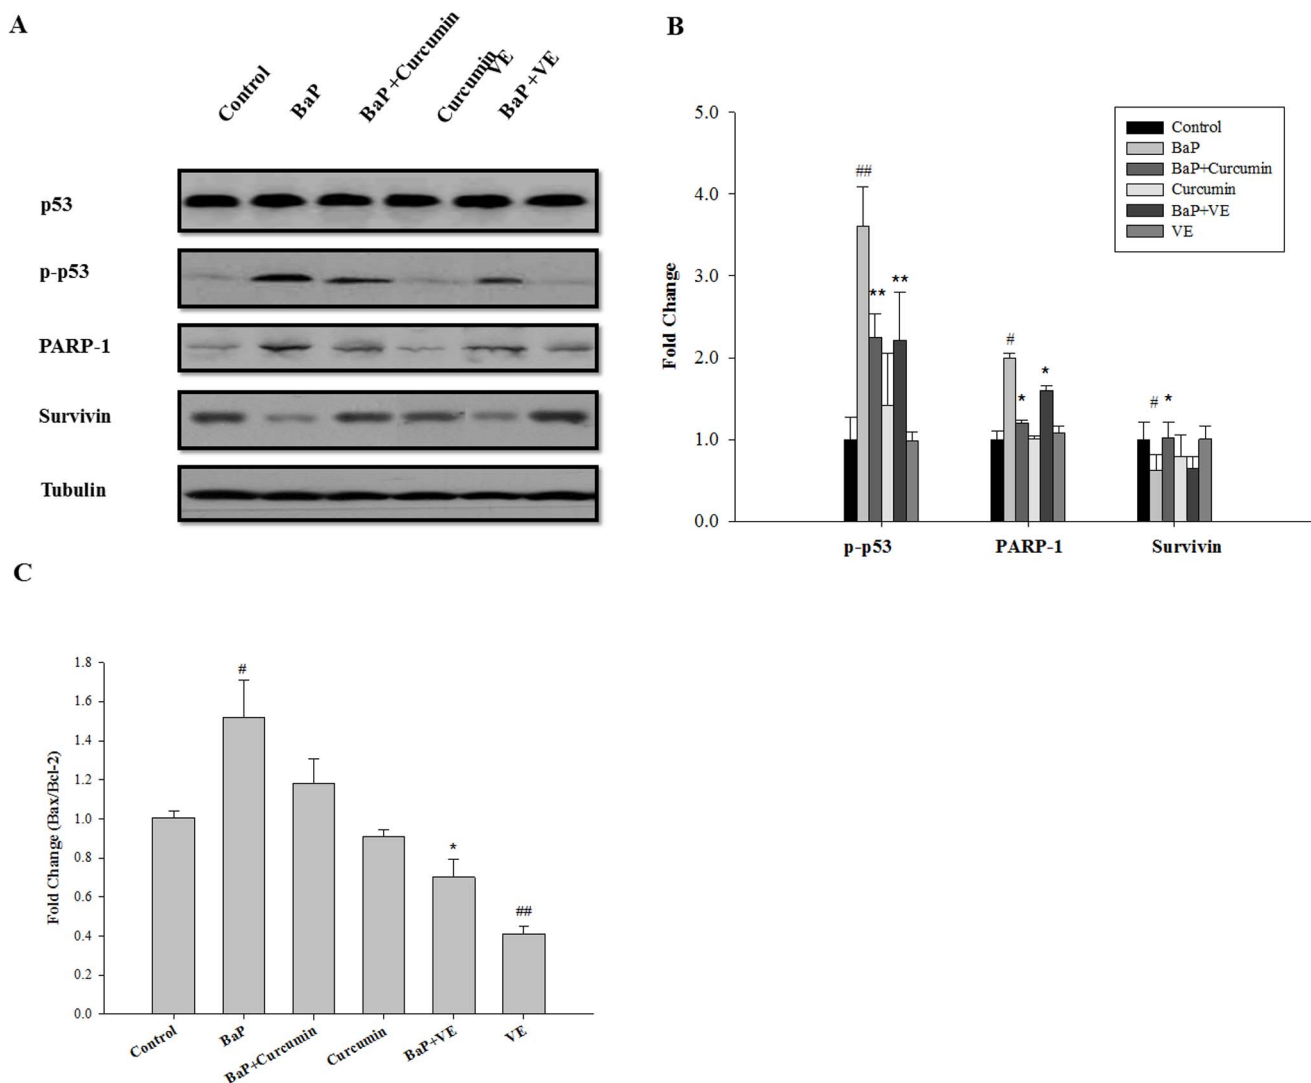 A
Control
BaP
BaP+Curcumin
Curcumin
VE
BaP+VE
p53
p-p53
PARP-1
Survivin
Tubulin
B
Fold Change
5.0
4.0
3.0
2.0
1.0
0.0
Control
BaP
BaP+Curcumin
Curcumin
BaP+VE
VE
##
**
**
#
*
*
#
*
p-p53
PARP-1
Survivin
C
Fold Change (Bax/Bcl-2)
1.8
1.6
1.4
1.2
1.0
0.8
0.6
0.4
0.2
0.0
#
*
##
Control
BaP
BaP+Curcumin
Curcumin
BaP+VE
VE